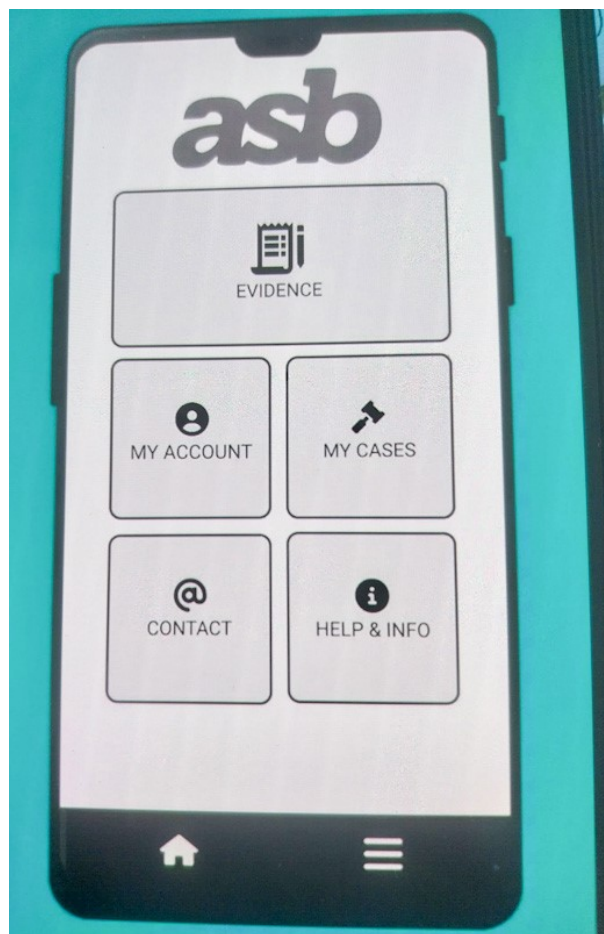 asb
EVIDENCE
MY ACCOUNT
MY CASES
CONTACT
HELP & INFO